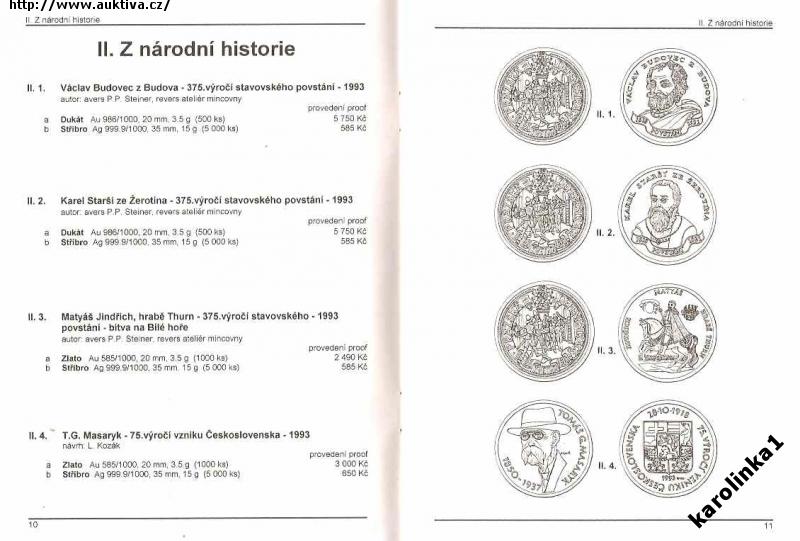 http://www.auktiva.cz/
II. Z národní historie
II. Z národní historie
II. 1. Václav Budovec z Budova - 375.výročí stavovského povstání - 1993
autor: avers P.P. Steiner, revers ateliér mincovny
provedení proof
a Dukát Au 986/1000, 20 mm, 3.5 g (500 ks) 5 750 Kč
b Stříbro Ag 999.9/1000, 35 mm, 15 g (5 000 ks) 585 Kč
II. 2. Karel Starší ze Žerotína - 375.výročí stavovského povstání - 1993
autor: avers P.P. Steiner, revers ateliér mincovny
provedení proof
a Dukát Au 986/1000, 20 mm, 3.5 g (500 ks) 5 750 Kč
b Stříbro Ag 999.9/1000, 35 mm, 15 g (5 000 ks) 585 Kč
II. 3. Matyáš Jindřich, hrabě Thurn - 375.výročí stavovského - 1993
povstání - bitva na Bílé hoře
autor: avers P.P. Steiner, revers ateliér mincovny
provedení proof
a Zlato Au 585/1000, 20 mm, 3.5 g (1000 ks) 2 490 Kč
b Stříbro Ag 999.9/1000, 35 mm, 15 g (5 000 ks) 585 Kč
II. 4. T.G. Masaryk - 75.výročí vzniku Československa - 1993
návrh: L. Kozák
provedení proof
a Zlato Au 585/1000, 20 mm, 3.5 g (1000 ks) 3 000 Kč
b Stříbro Ag 999.9/1000, 35 mm, 15 g (5 000 ks) 650 Kč
10
II. Z národní historie
VÁCLAV BUDOVEC Z BUDOVA
POVSTÁNÍ
II. 1.
KAREL STARŠÍ ZE ŽEROTÍNA
POVSTÁNÍ
II. 2.
MATYÁŠ
JINDŘICH
HRABĚ THURN
II. 3.
TOMÁŠ G. MASARYK
1850-1937
II. 4.
28·10·1918
75. VÝROČÍ VZNIKU ČESKOSLOVENSKA
1993
11
karolinka1